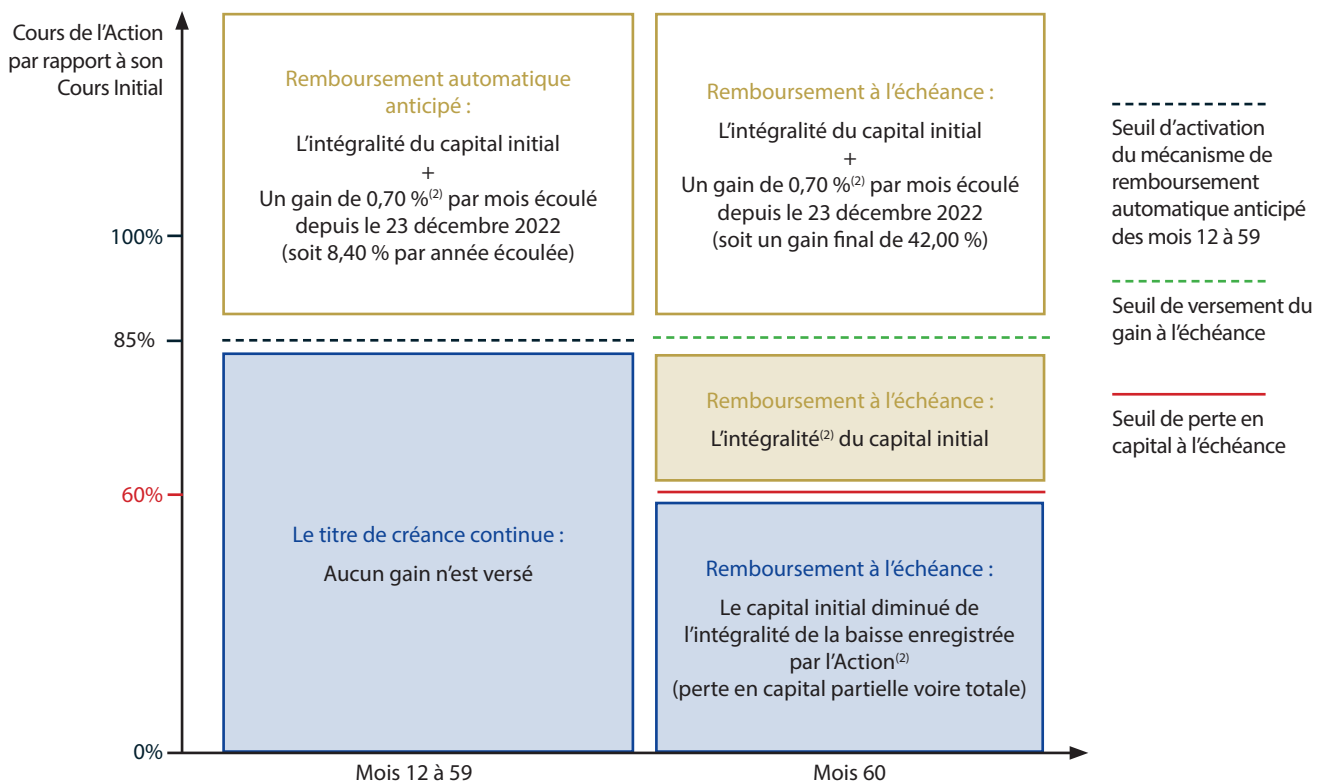 Cours de l'Action
par rapport à son
Cours Initial
100%
85%
60%
0%
Remboursement automatique
anticipé :
L'intégralité du capital initial
+
Un gain de 0,70 %(2) par mois écoulé
depuis le 23 décembre 2022
(soit 8,40 % par année écoulée)
Le titre de créance continue :
Aucun gain n'est versé
Mois 12 à 59
Remboursement à l'échéance :
L'intégralité du capital initial
+
Un gain de 0,70 %(2) par mois écoulé
depuis le 23 décembre 2022
(soit un gain final de 42,00 %)
Remboursement à l'échéance :
L'intégralité(2) du capital initial
Remboursement à l'échéance :
Le capital initial diminué de
l'intégralité de la baisse enregistrée
par l'Action(2)
(perte en capital partielle voire totale)
Mois 60
Seuil d'activation
du mécanisme de
remboursement
automatique anticipé
des mois 12 à 59
Seuil de versement du
gain à l'échéance
Seuil de perte en
capital à l'échéance